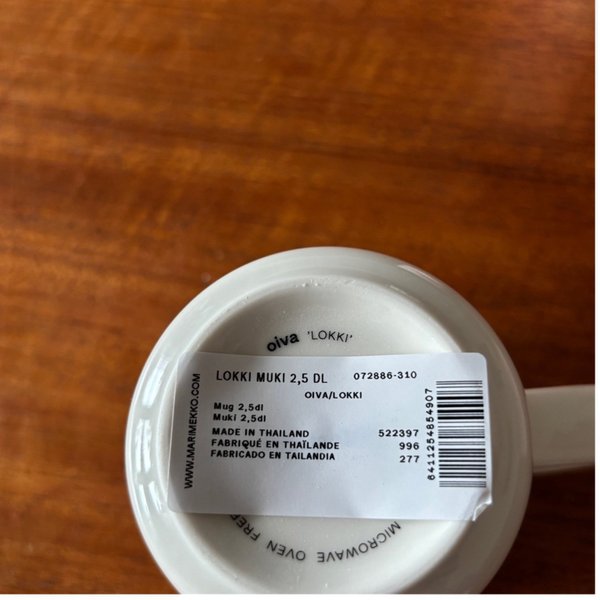 oiva 'LOKKI'
LOKKI MUKI 2,5 DL 072886-310
OIVA/LOKKI
Mug 2,5dl
Muki 2,5dl
MADE IN THAILAND 522397
FABRIQUÉ EN THAÏLANDE 996
FABRICADO EN TAILANDIA 277
WWW.MARIMEKKO.COM
6411254854907
MICROWAVE OVEN